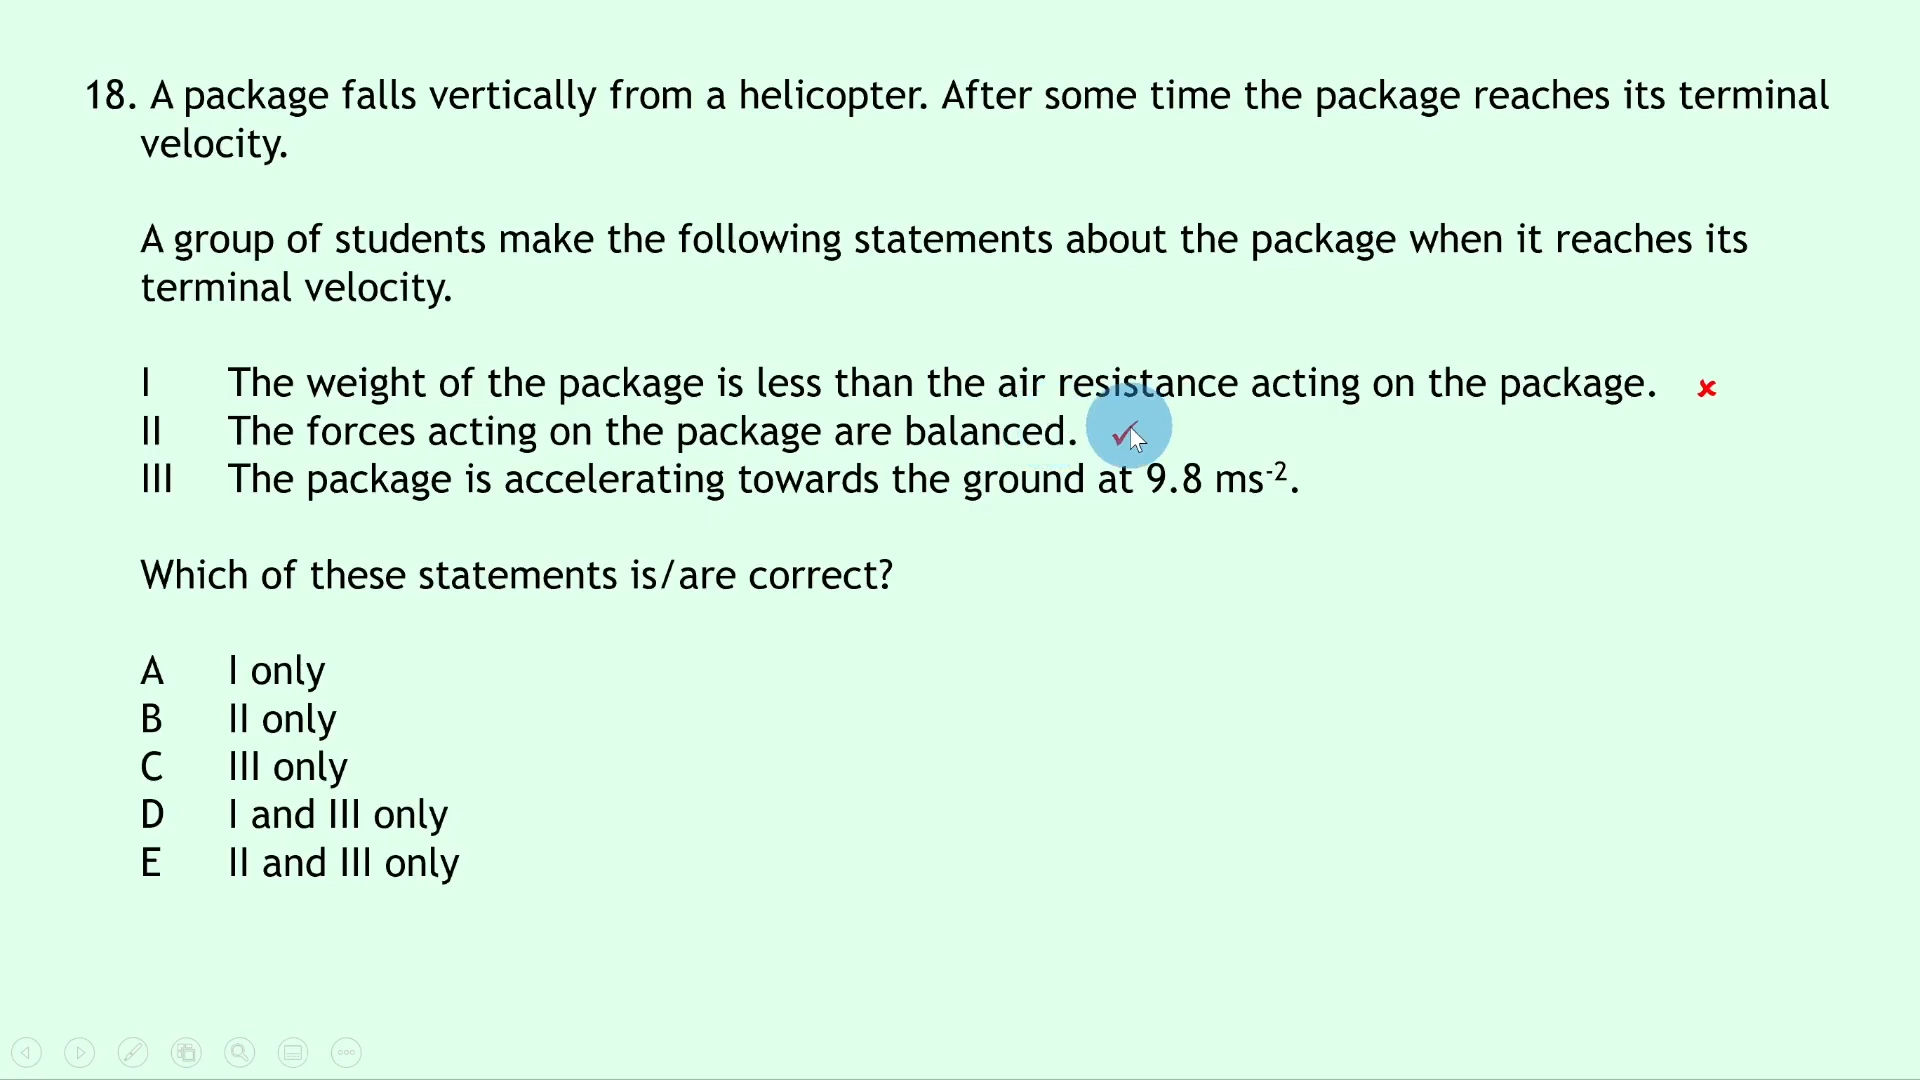 18. A package falls vertically from a helicopter. After some time the package reaches its terminal
velocity.
A group of students make the following statements about the package when it reaches its
terminal velocity.
I The weight of the package is less than the air resistance acting on the package. ✘
II The forces acting on the package are balanced. ✓
III The package is accelerating towards the ground at 9.8 ms⁻².
Which of these statements is/are correct?
A I only
B II only
C III only
D I and III only
E II and III only